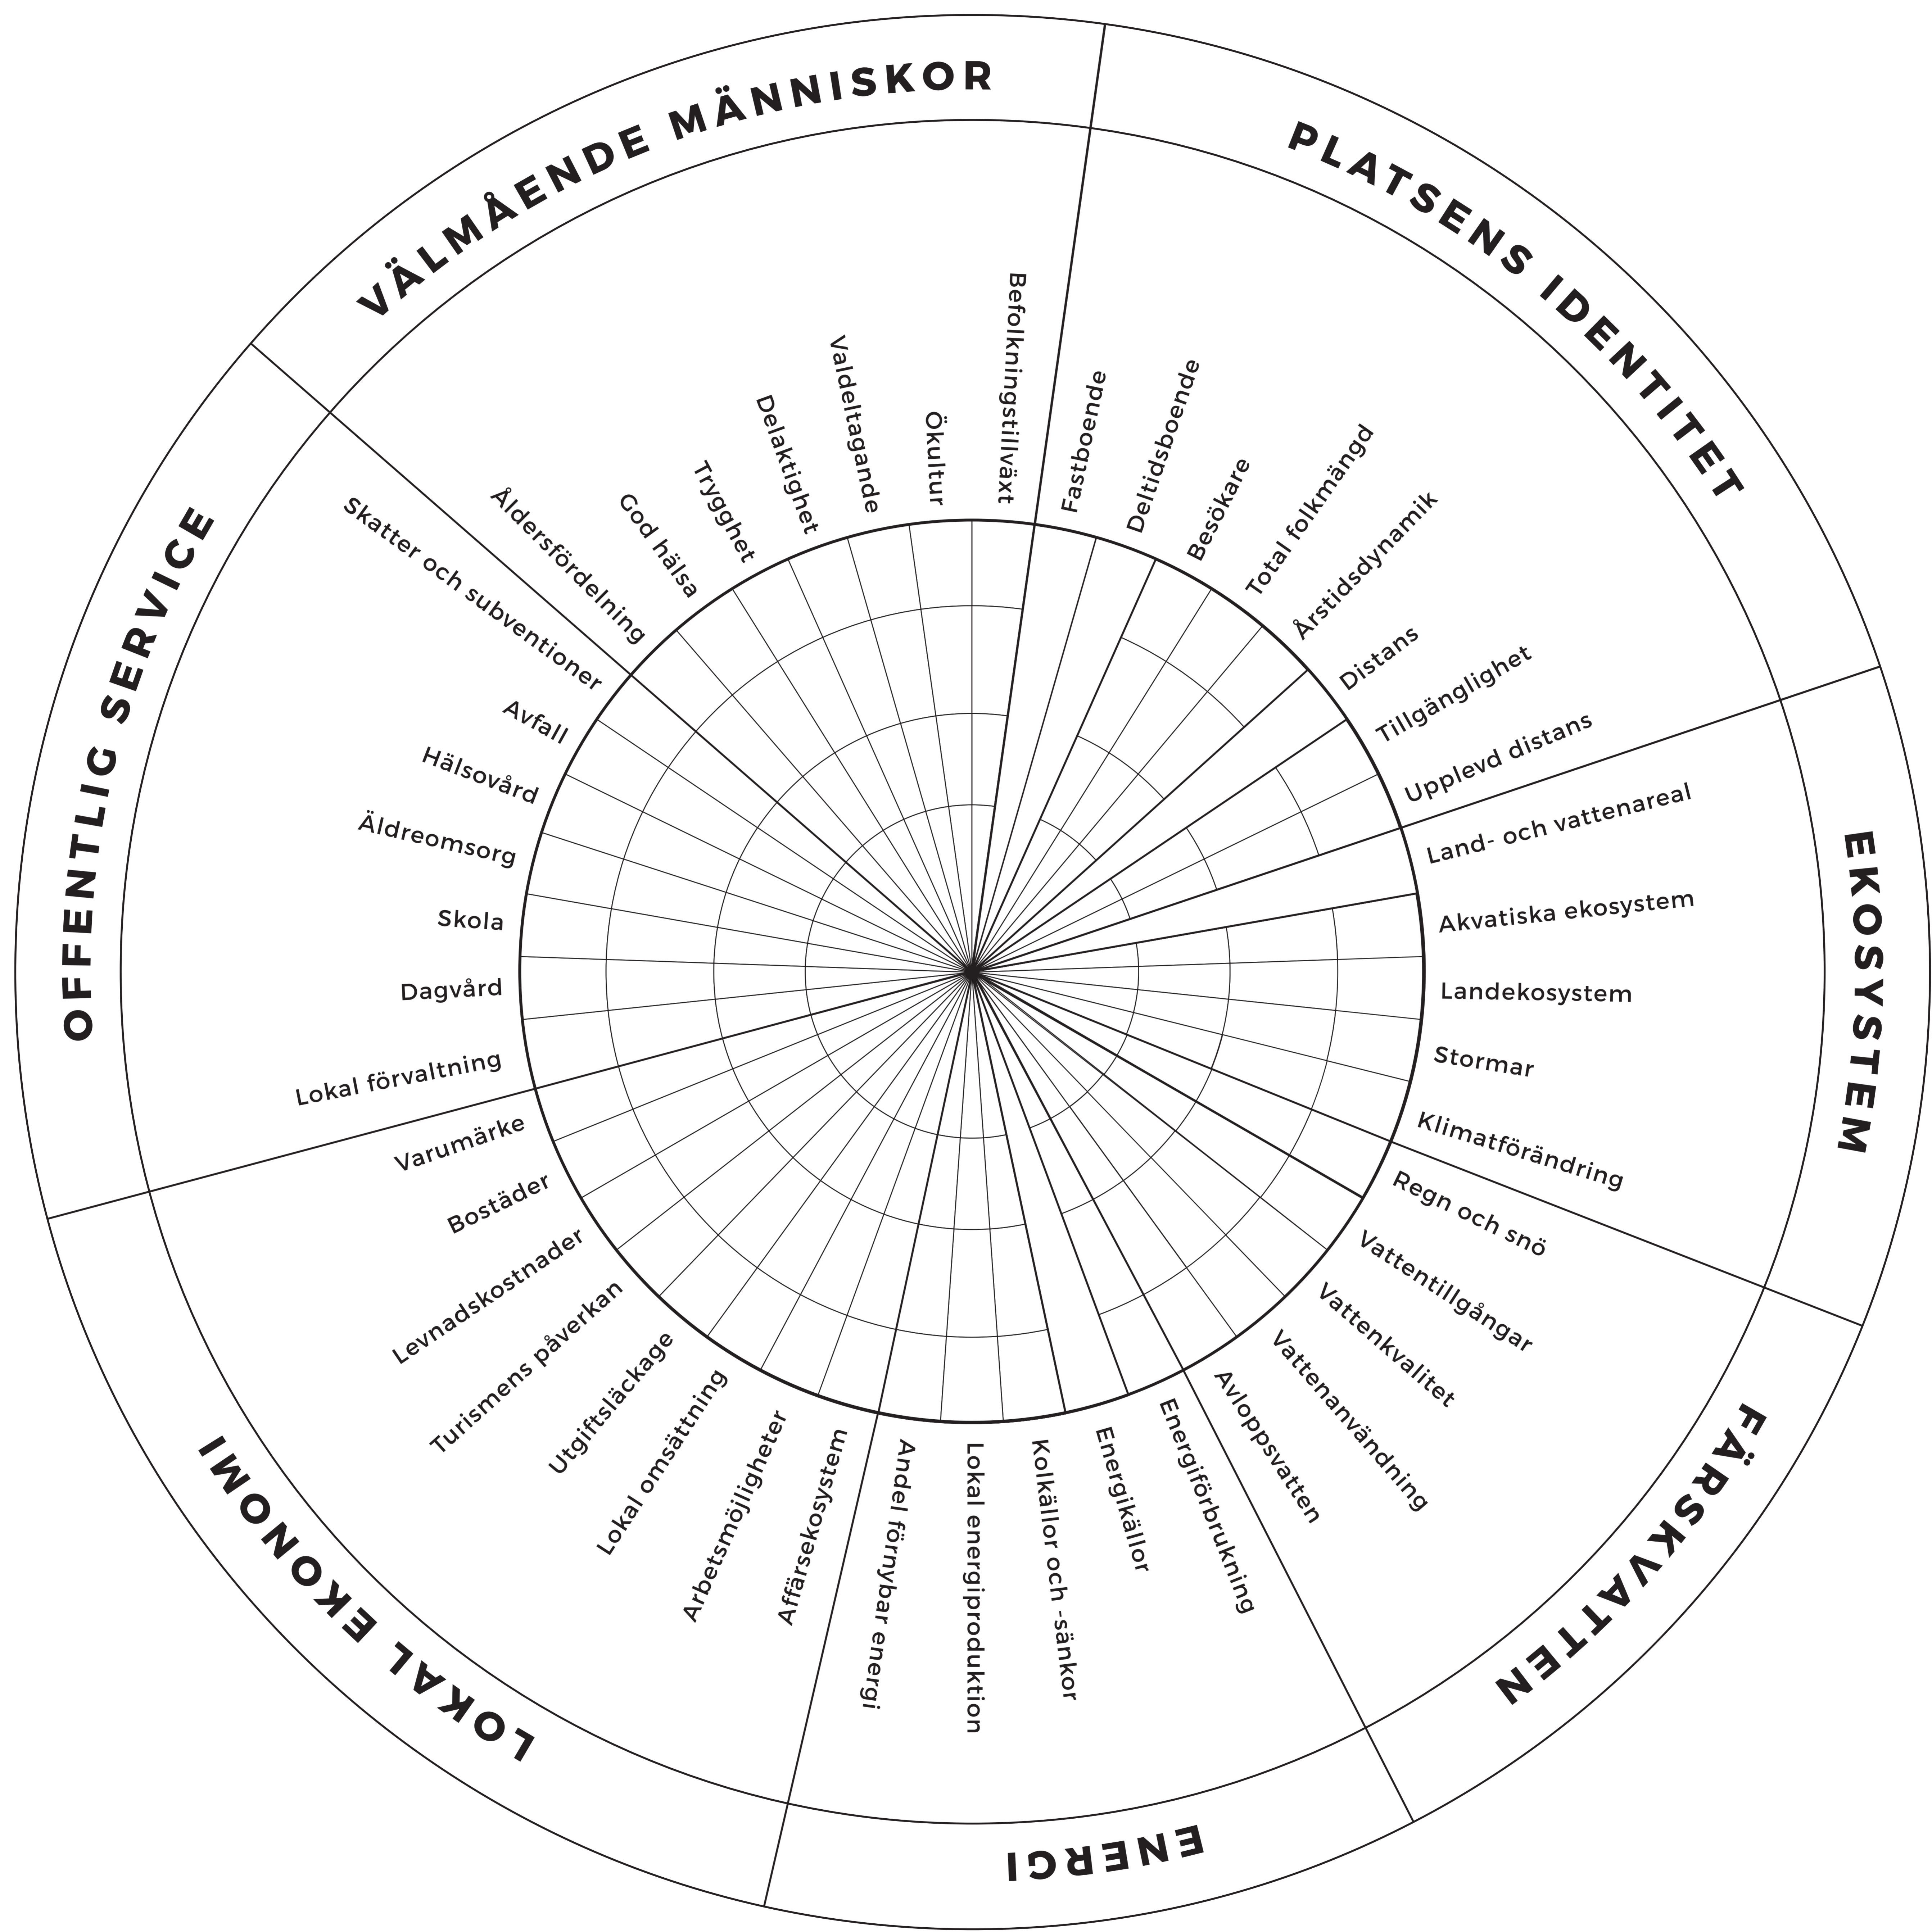 VÄLMÅENDE MÄNNISKOR
Åldersfördelning
God hälsa
Trygghet
Delaktighet
Valdeltagande
Ökultur
Befolkningstillväxt
PLATSENS IDENTITET
Fastboende
Deltidsboende
Besökare
Total folkmängd
Årstidsdynamik
Distans
Tillgänglighet
Upplevd distans
EKOSYSTEM
Land- och vattenareal
Akvatiska ekosystem
Landekosystem
Stormar
Klimatförändring
FÄRSKVATTEN
Regn och snö
Vattentillgångar
Vattenkvalitet
Vattenanvändning
Avloppsvatten
ENERGI
Energiförbrukning
Energikällor
Kolkällor och -sänkor
Lokal energiproduktion
Andel förnybar energi
LOKAL EKONOMI
Affärsekosystem
Arbetsmöjligheter
Lokal omsättning
Utgiftsläckage
Turismens påverkan
Levnadskostnader
Bostäder
Varumärke
OFFENTLIG SERVICE
Lokal förvaltning
Dagvård
Skola
Äldreomsorg
Hälsovård
Avfall
Skatter och subventioner